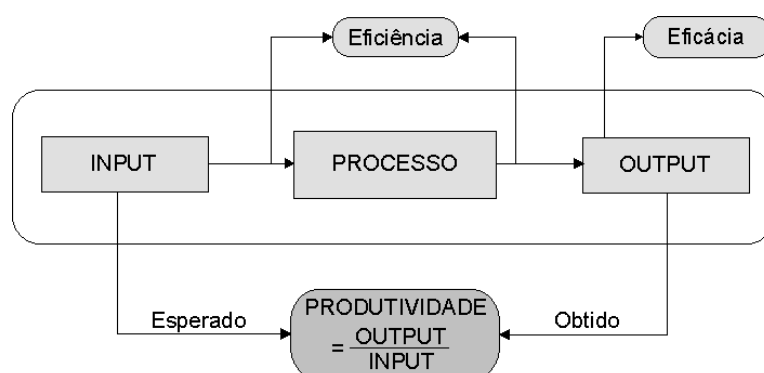 Eficiência
Eficácia
INPUT
PROCESSO
OUTPUT
Esperado
PRODUTIVIDADE
= OUTPUT
INPUT
Obtido